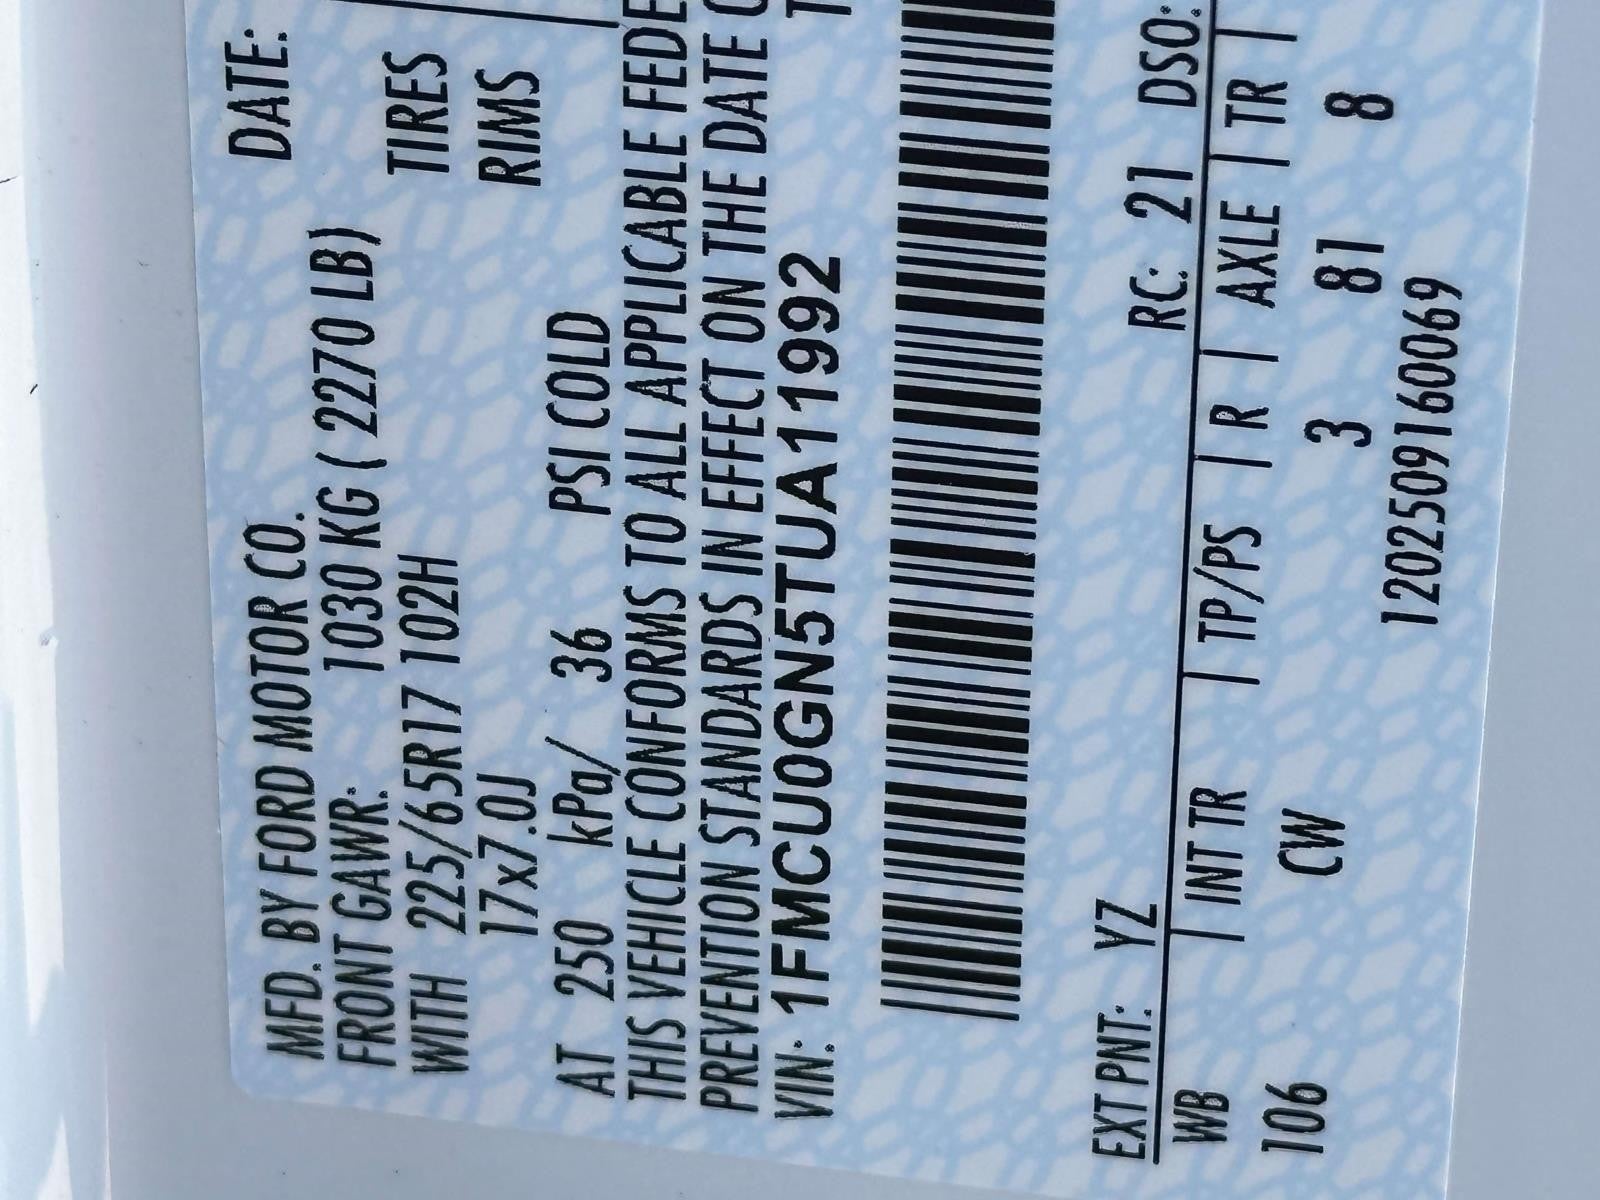 MFD. BY FORD MOTOR CO. DATE:
FRONT GAWR: 1030 KG ( 2270 LB)
WITH 225/65R17 102H TIRES
17x7.0J RIMS
AT 250 kPa/ 36 PSI COLD
THIS VEHICLE CONFORMS TO ALL APPLICABLE FEDE
PREVENTION STANDARDS IN EFFECT ON THE DATE
VIN: 1FMCU0GN5TUA11992
EXT PNT: YZ RC: 21 DSO:
WB | INT TR | TP/PS | R | AXLE | TR |
106 CW 3 81 8
12025091600069